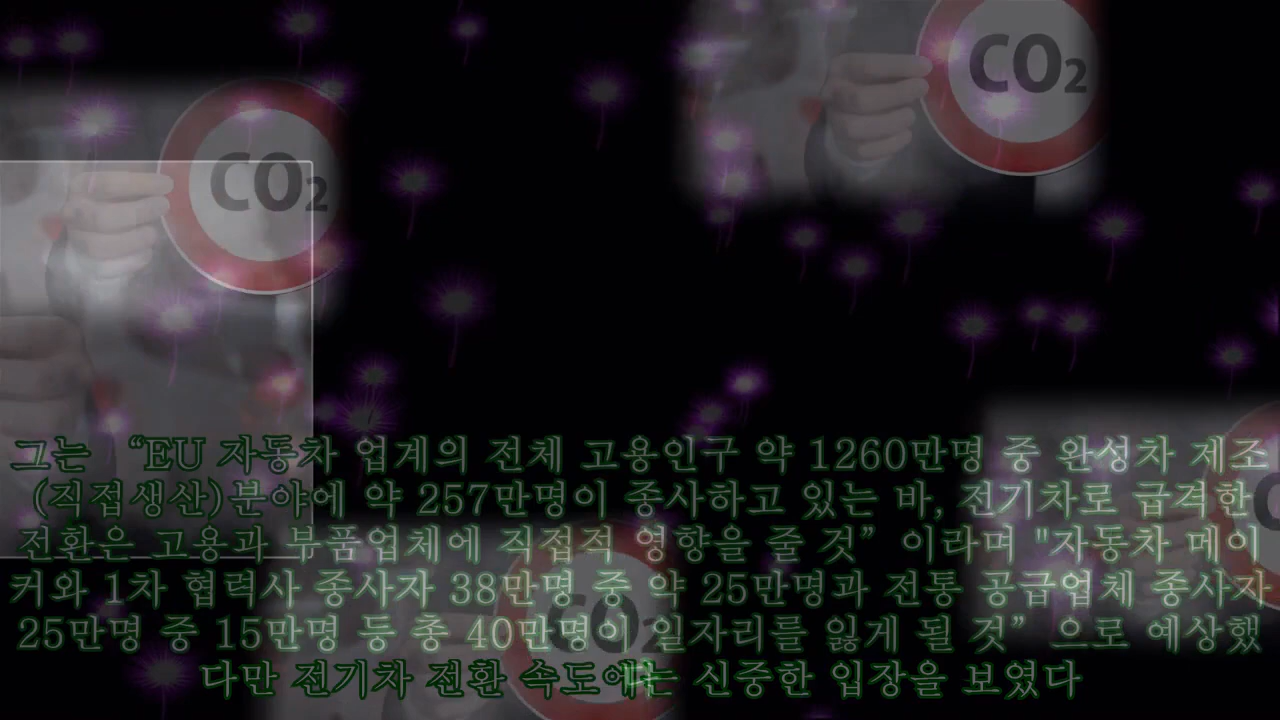 CO2
CO2
그는 “EU 자동차 업계의 전체 고용인구 약 1260만명 중 완성차 제조
(직접생산)분야에 약 257만명이 종사하고 있는 바, 전기차로 급격한
전환은 고용과 부품업체에 직접적 영향을 줄 것” 이라며 "자동차 메이
커와 1차 협력사 종사자 38만명 중 약 25만명과 전통 공급업체 종사자
25만명 중 15만명 등 총 40만명이 일자리를 잃게 될 것” 으로 예상했
다만 전기차 전환 속도에는 신중한 입장을 보였다
CO2